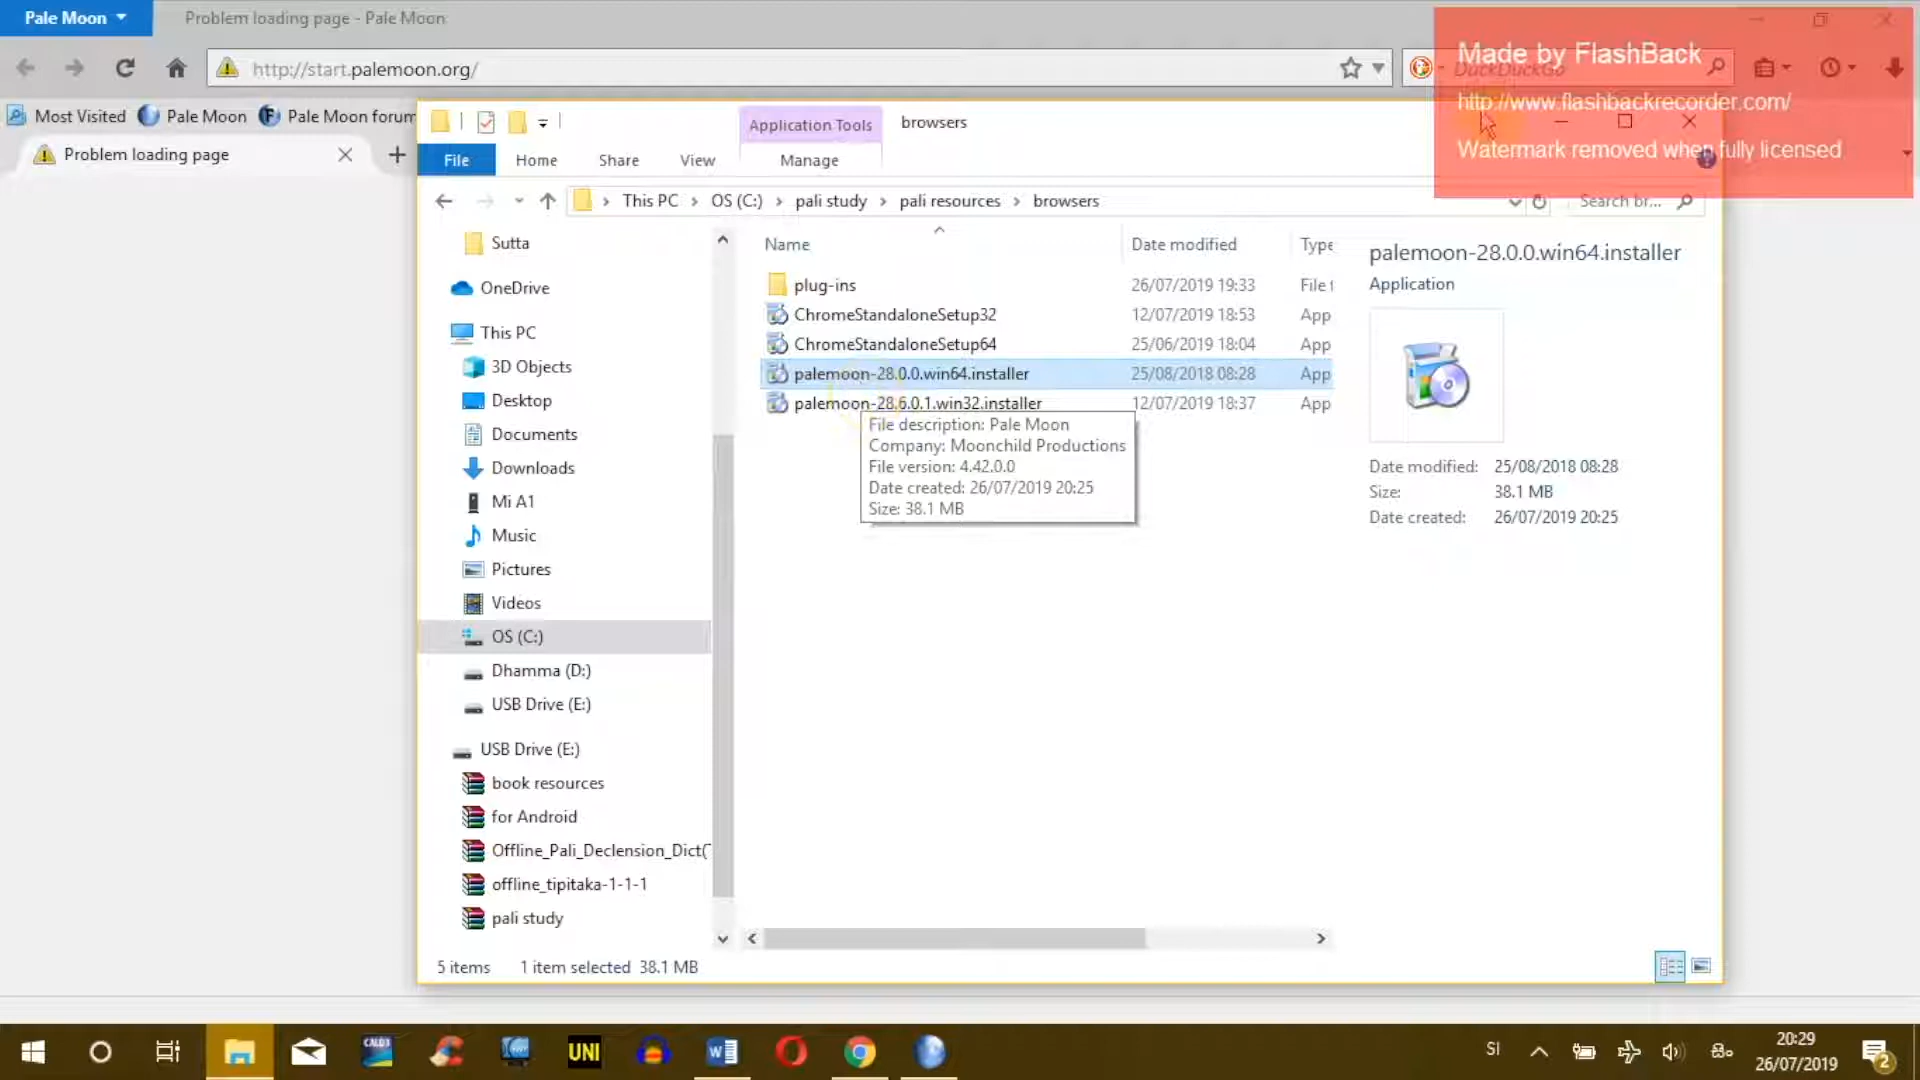 Pale Moon
Problem loading page - Pale Moon
http://start.palemoon.org/
DuckDuckGo
Made by FlashBack
http://www.flashbackrecorder.com/
Watermark removed when fully licensed
Most Visited
Pale Moon
Pale Moon forum
Problem loading page
Application Tools
browsers
File
Home
Share
View
Manage
This PC
OS (C:)
pali study
pali resources
browsers
Search br...
Sutta
OneDrive
This PC
3D Objects
Desktop
Documents
Downloads
Mi A1
Music
Pictures
Videos
OS (C:)
Dhamma (D:)
USB Drive (E:)
USB Drive (E:)
book resources
for Android
Offline_Pali_Declension_Dict(
offline_tipitaka-1-1-1
pali study
Name Date modified Type
plug-ins 26/07/2019 19:33 File f
ChromeStandaloneSetup32 12/07/2019 18:53 App
ChromeStandaloneSetup64 25/06/2019 18:04 App
palemoon-28.0.0.win64.installer 25/08/2018 08:28 App
palemoon-28.6.0.1.win32.installer 12/07/2019 18:37 App
File description: Pale Moon
Company: Moonchild Productions
File version: 4.42.0.0
Date created: 26/07/2019 20:25
Size: 38.1 MB
palemoon-28.0.0.win64.installer
Application
Date modified: 25/08/2018 08:28
Size: 38.1 MB
Date created: 26/07/2019 20:25
5 items 1 item selected 38.1 MB
CALD3
UNI
SI
20:29
26/07/2019
2